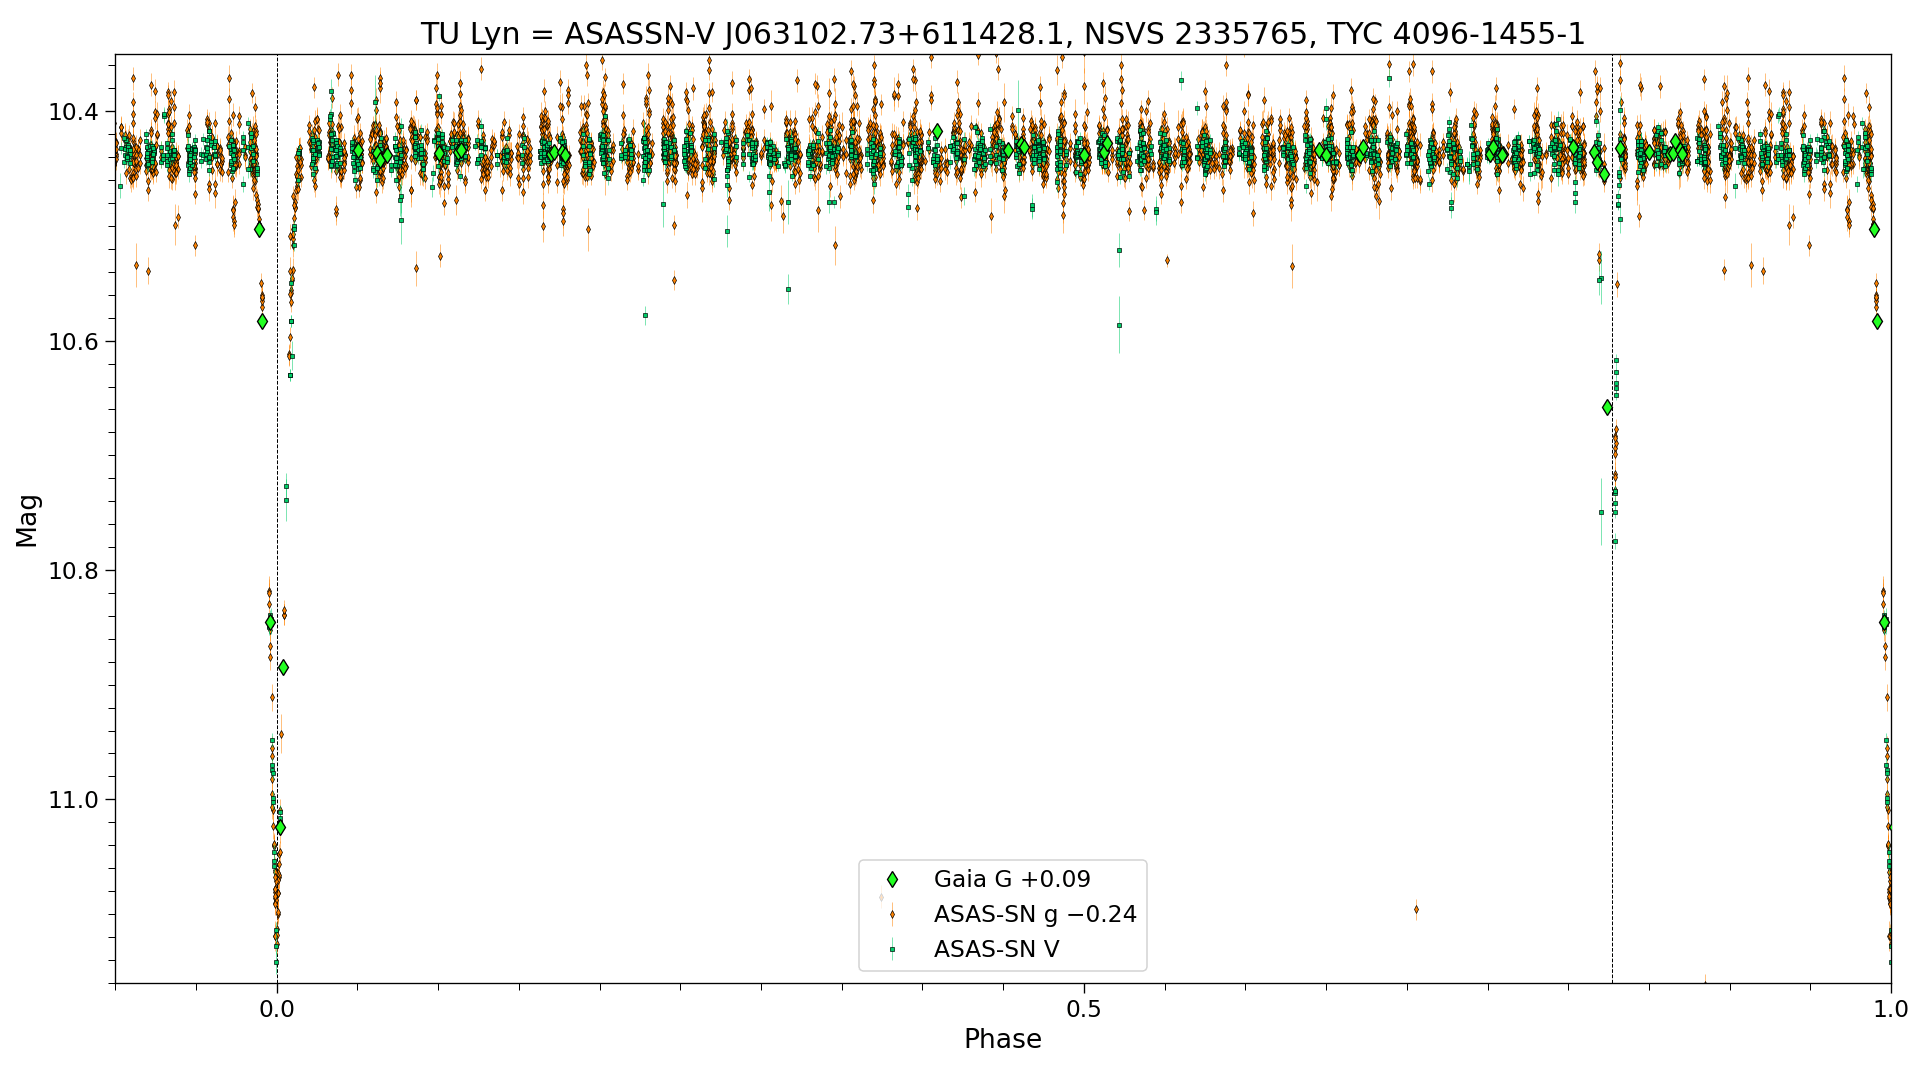 TU Lyn = ASASSN-V J063102.73+611428.1, NSVS 2335765, TYC 4096-1455-1
10.4
10.6
10.8
11.0
Mag
Gaia G +0.09
ASAS-SN g −0.24
ASAS-SN V
0.0 0.5 1.0
Phase